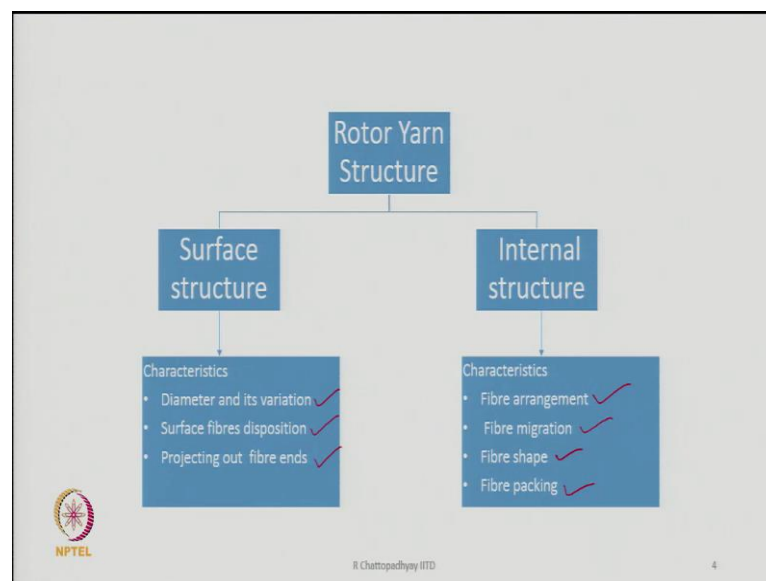 Rotor Yarn
Structure
Surface
structure
Internal
structure
Characteristics
• Diameter and its variation
• Surface fibres disposition
• Projecting out fibre ends
Characteristics
• Fibre arrangement
• Fibre migration
• Fibre shape
• Fibre packing
NPTEL
R Chattopadhyay IITD
4